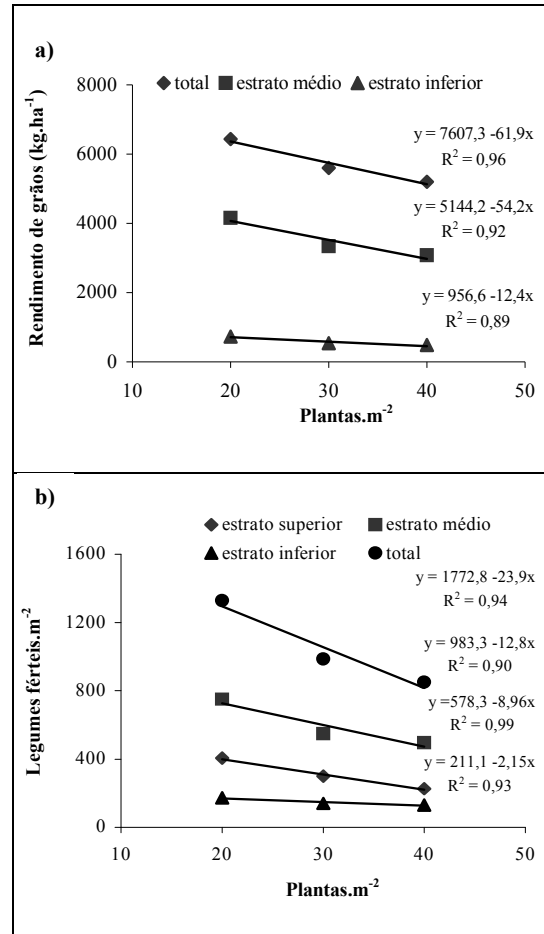 a)
total estrato médio estrato inferior
Rendimento de grãos (kg.ha⁻¹)
8000
6000
4000
2000
0
y = 7607,3 -61,9x
R² = 0,96
y = 5144,2 -54,2x
R² = 0,92
y = 956,6 -12,4x
R² = 0,89
10 20 30 40 50
Plantas.m⁻²
b)
estrato superior estrato médio
estrato inferior total
Legumes férteis.m⁻²
1600
1200
800
400
0
y = 1772,8 -23,9x
R² = 0,94
y = 983,3 -12,8x
R² = 0,90
y =578,3 -8,96x
R² = 0,99
y = 211,1 -2,15x
R² = 0,93
10 20 30 40 50
Plantas.m⁻²